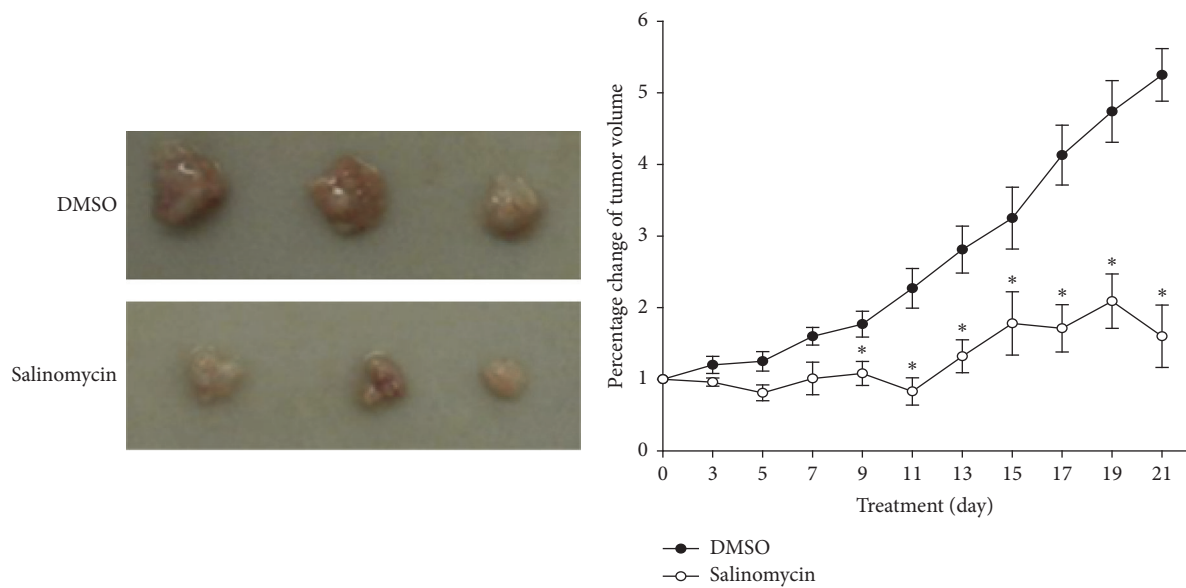 DMSO
Salinomycin
Percentage change of tumor volume
6
5
4
3
2
1
0
* * * * * * *
0 3 5 7 9 11 13 15 17 19 21
Treatment (day)
DMSO
Salinomycin